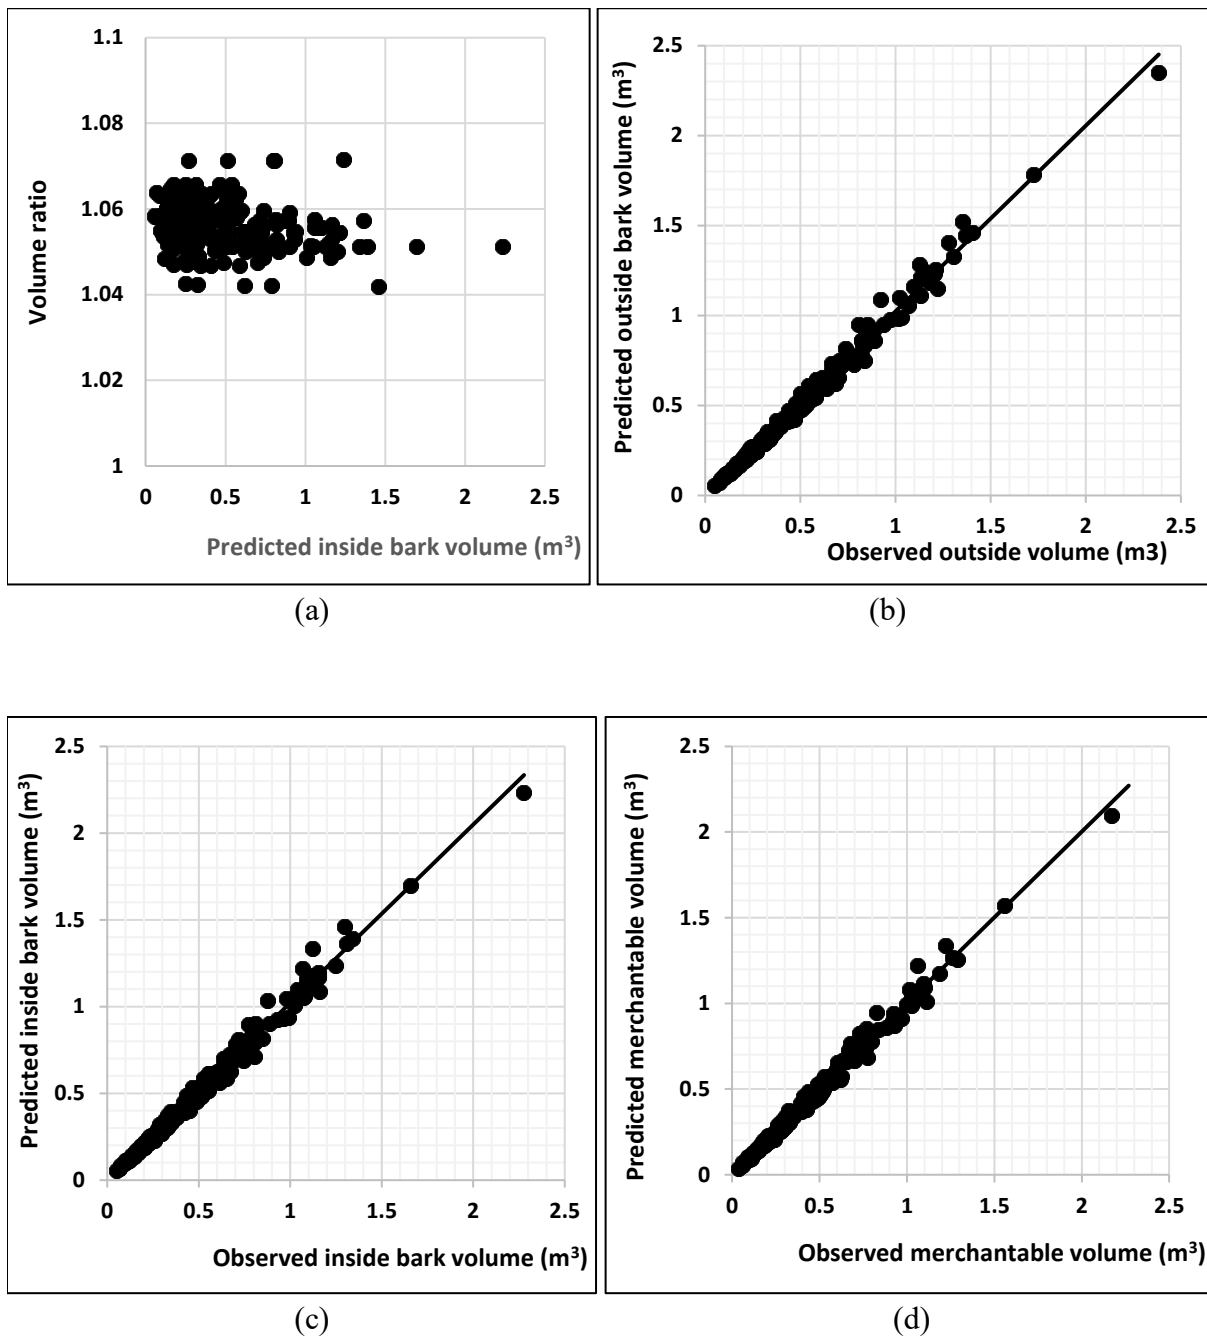 1.1
1.08
1.06
1.04
1.02
1
Volume ratio
0 0.5 1 1.5 2 2.5
Predicted inside bark volume (m³)
(a)
2.5
2
1.5
1
0.5
0
Predicted outside bark volume (m³)
0 0.5 1 1.5 2 2.5
Observed outside volume (m3)
(b)
2.5
2
1.5
1
0.5
0
Predicted inside bark volume (m³)
0 0.5 1 1.5 2 2.5
Observed inside bark volume (m³)
(c)
2.5
2
1.5
1
0.5
0
Predicted merchantable volume (m³)
0 0.5 1 1.5 2 2.5
Observed merchantable volume (m³)
(d)